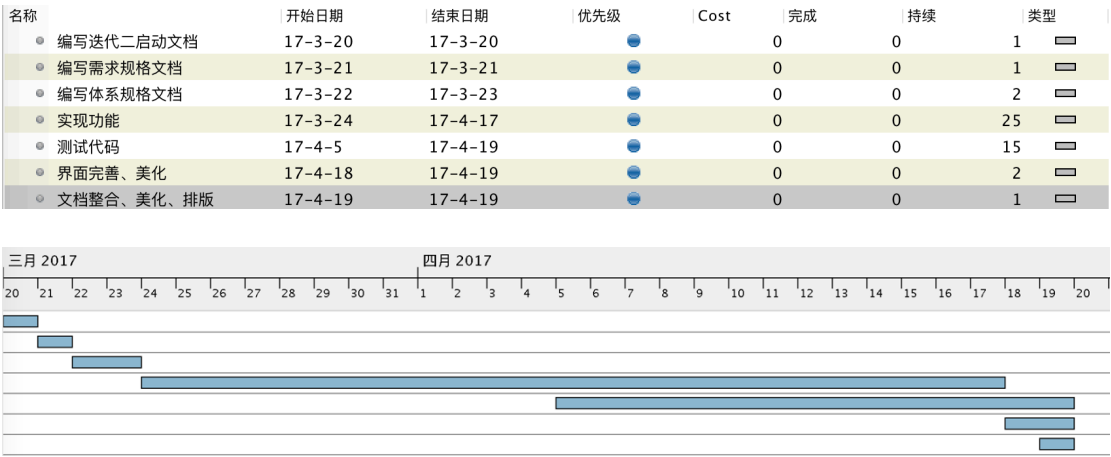 名称 开始日期 结束日期 优先级 Cost 完成 持续 类型
编写迭代二启动文档 17-3-20 17-3-20 0 0 1
编写需求规格文档 17-3-21 17-3-21 0 0 1
编写体系规格文档 17-3-22 17-3-23 0 0 2
实现功能 17-3-24 17-4-17 0 0 25
测试代码 17-4-5 17-4-19 0 0 15
界面完善、美化 17-4-18 17-4-19 0 0 2
文档整合、美化、排版 17-4-19 17-4-19 0 0 1
三月 2017 四月 2017
20 21 22 23 24 25 26 27 28 29 30 31 1 2 3 4 5 6 7 8 9 10 11 12 13 14 15 16 17 18 19 20